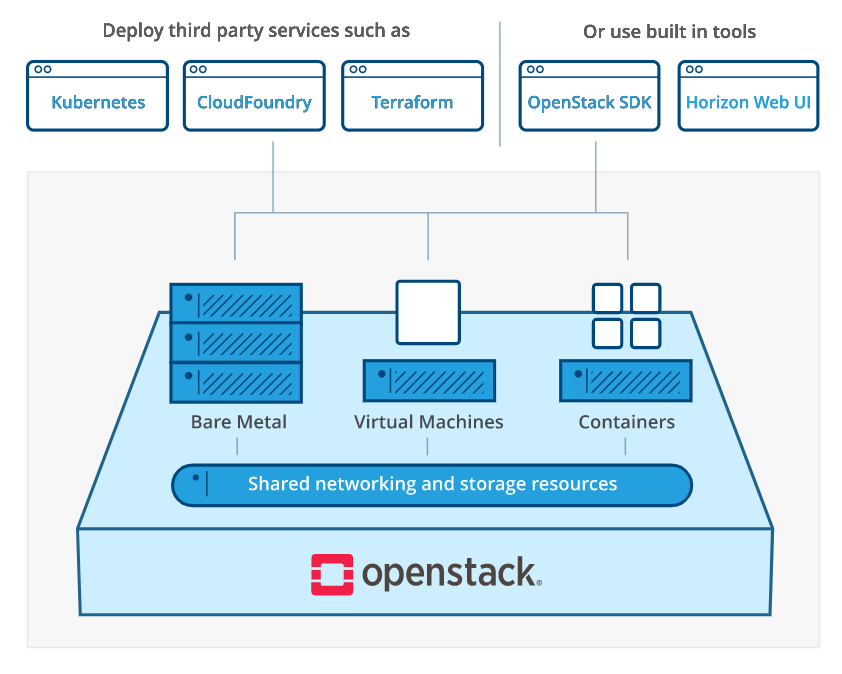 Deploy third party services such as
Or use built in tools
Kubernetes
CloudFoundry
Terraform
OpenStack SDK
Horizon Web UI
Bare Metal
Virtual Machines
Containers
Shared networking and storage resources
openstack®